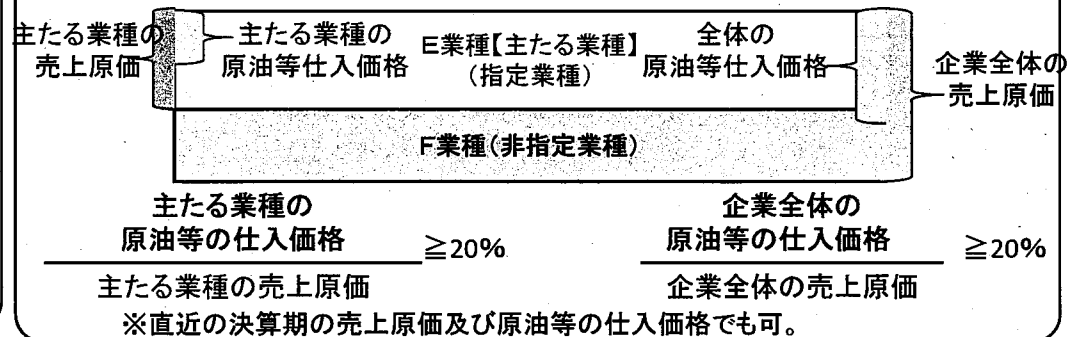 主たる業種の
売上原価
主たる業種の
原油等仕入価格
E業種【主たる業種】
(指定業種)
全体の
原油等仕入価格
企業全体の
売上原価
F業種(非指定業種)
主たる業種の
原油等の仕入価格
主たる業種の売上原価
≧20%
企業全体の
原油等の仕入価格
企業全体の売上原価
≧20%
※直近の決算期の売上原価及び原油等の仕入価格でも可。